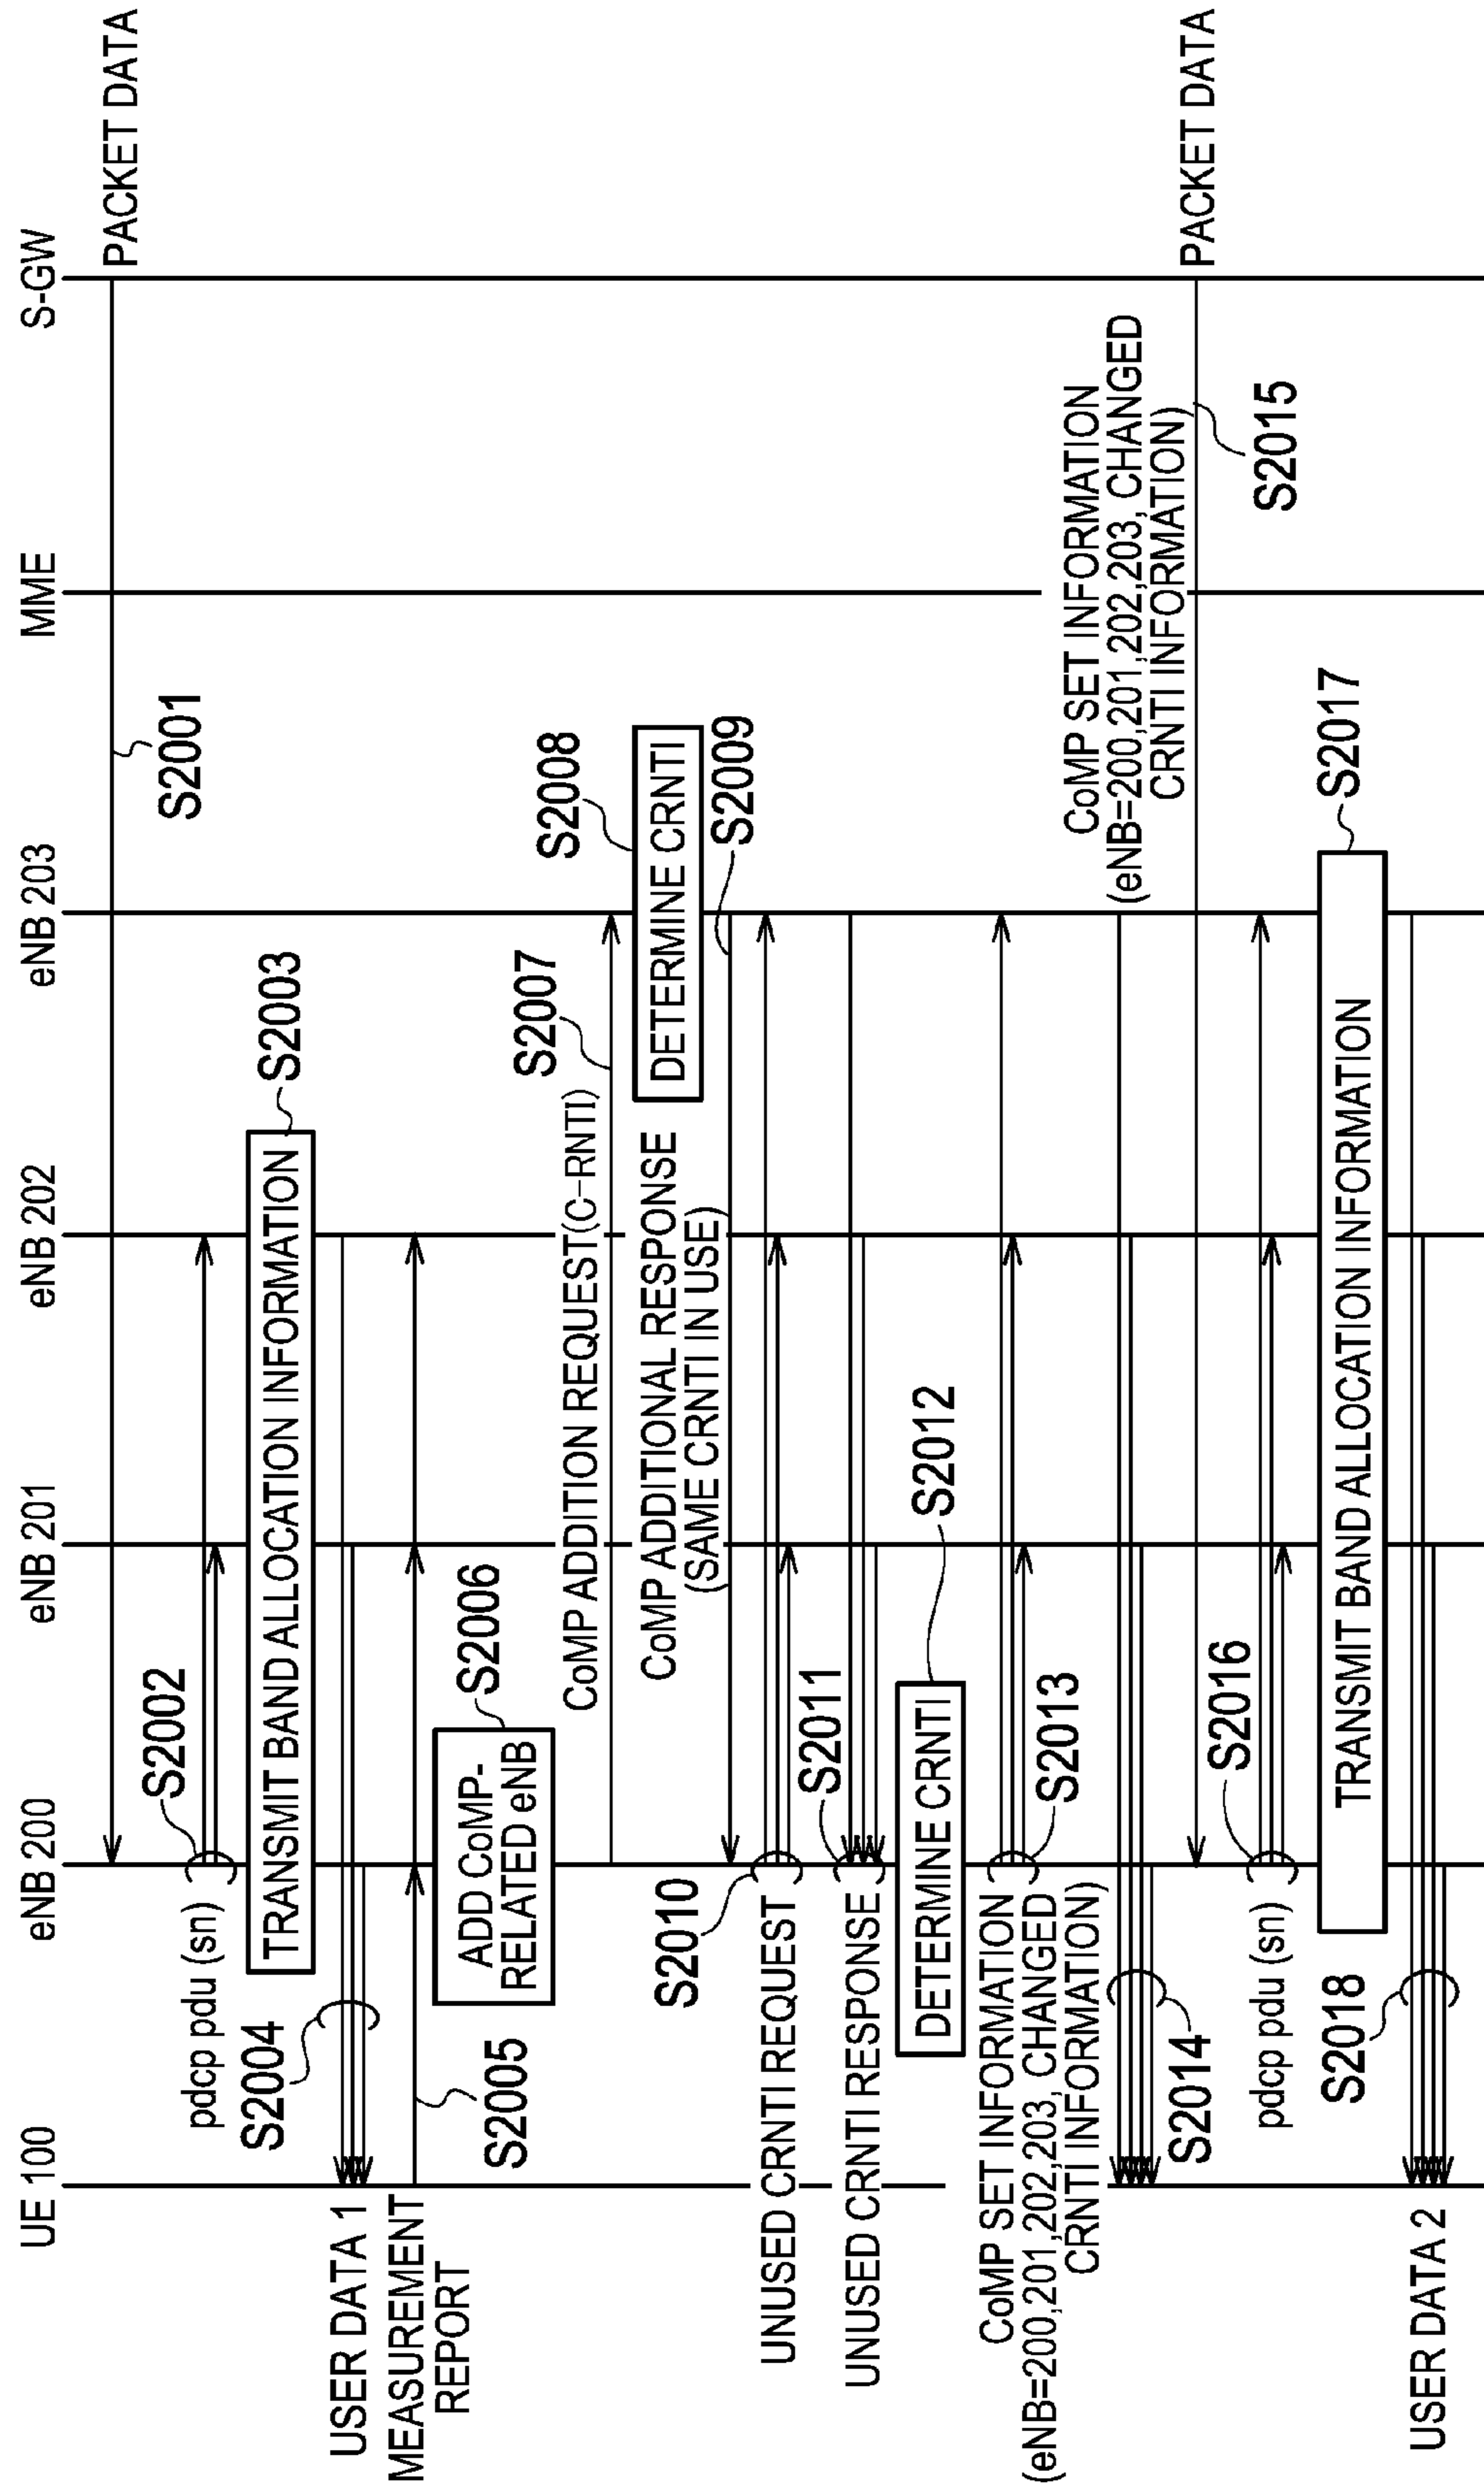 UE 100
eNB 200
eNB 201
eNB 202
eNB 203
MME
S-GW
PACKET DATA
S2001
S2002
pdcp pdu (sn)
TRANSMIT BAND ALLOCATION INFORMATION
S2003
S2004
USER DATA 1
MEASUREMENT
REPORT
S2005
ADD CoMP-
RELATED eNB
S2006
CoMP ADDITION REQUEST(C-RNTI)
S2007
S2008
DETERMINE CRNTI
CoMP ADDITIONAL RESPONSE
(SAME CRNTI IN USE)
S2009
S2010
UNUSED CRNTI REQUEST
S2011
UNUSED CRNTI RESPONSE
DETERMINE CRNTI
S2012
CoMP SET INFORMATION
(eNB=200,201,202,203, CHANGED
CRNTI INFORMATION)
S2013
CoMP SET INFORMATION
(eNB=200,201,202,203, CHANGED
CRNTI INFORMATION)
S2014
PACKET DATA
S2015
S2016
pdcp pdu (sn)
TRANSMIT BAND ALLOCATION INFORMATION
S2017
S2018
USER DATA 2